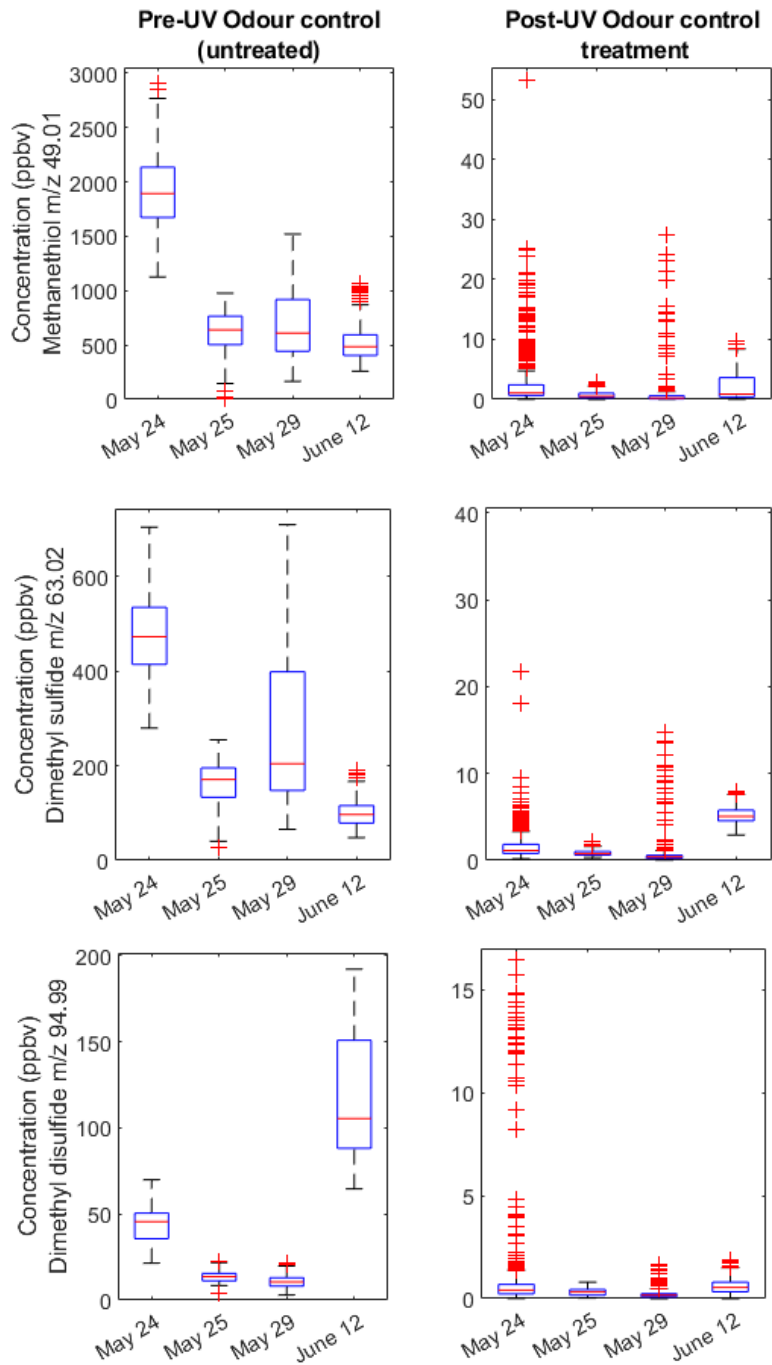 Pre-UV Odour control
(untreated)
Post-UV Odour control
treatment
Concentration (ppbv)
Methanethiol m/z 49.01
3000
2500
2000
1500
1000
500
0
May 24
May 25
May 29
June 12
50
40
30
20
10
0
May 24
May 25
May 29
June 12
Concentration (ppbv)
Dimethyl sulfide m/z 63.02
600
400
200
0
May 24
May 25
May 29
June 12
40
30
20
10
0
May 24
May 25
May 29
June 12
Concentration (ppbv)
Dimethyl disulfide m/z 94.99
200
150
100
50
0
May 24
May 25
May 29
June 12
15
10
5
0
May 24
May 25
May 29
June 12